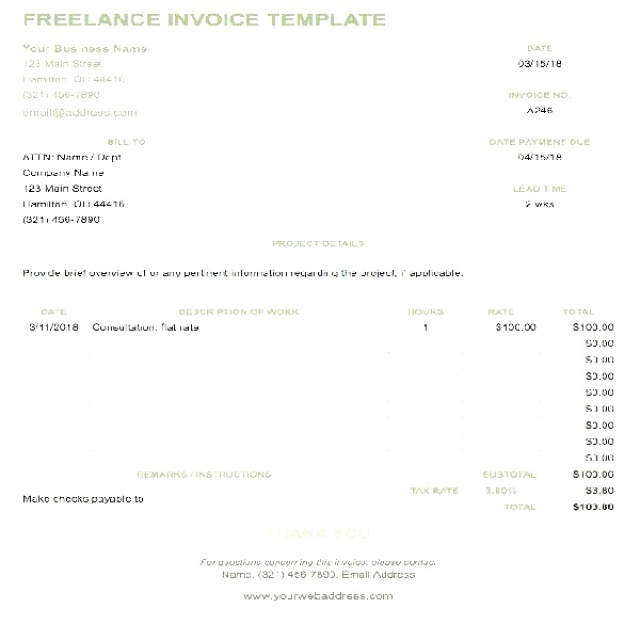 FREELANCE INVOICE TEMPLATE
Your Business Name
123 Main Street
Hamilton, OH 44416
(321) 456-7890
email@address.com
DATE
03/15/18
INVOICE NO.
A246
BILL TO
ATTN: Name / Dept
Company Name
123 Main Street
Hamilton, OH 44416
(321) 456-7890
DATE PAYMENT DUE
04/15/18
LEAD TIME
2 wks
PROJECT DETAILS
Provide brief overview of or any pertinent information regarding the project, if applicable.
DATE DESCRIPTION OF WORK HOURS RATE TOTAL
3/11/2018 Consultation, flat rate 1 $100.00 $100.00
$0.00
$0.00
$0.00
$0.00
$0.00
$0.00
$0.00
$0.00
REMARKS / INSTRUCTIONS SUBTOTAL $100.00
Make checks payable to TAX RATE 3.80% $3.80
TOTAL $103.80
THANK YOU
For questions concerning this invoice, please contact
Name, (321) 456-7890, Email Address
www.yourwebaddress.com